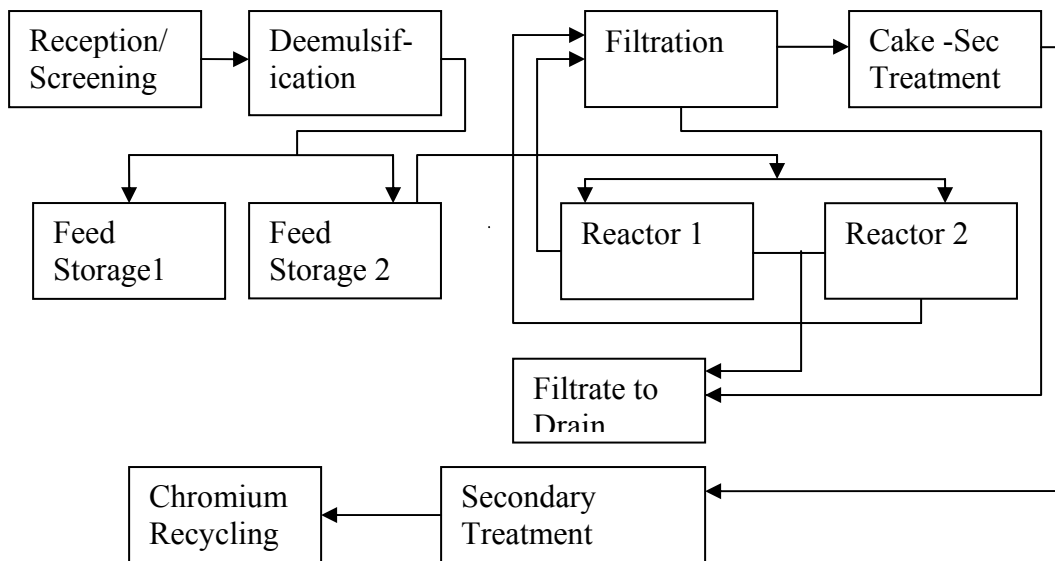 Reception/
Screening
Deemulsif-
ication
Filtration
Cake -Sec
Treatment
Feed
Storage1
Feed
Storage 2
Reactor 1
Reactor 2
Filtrate to
Drain
Chromium
Recycling
Secondary
Treatment